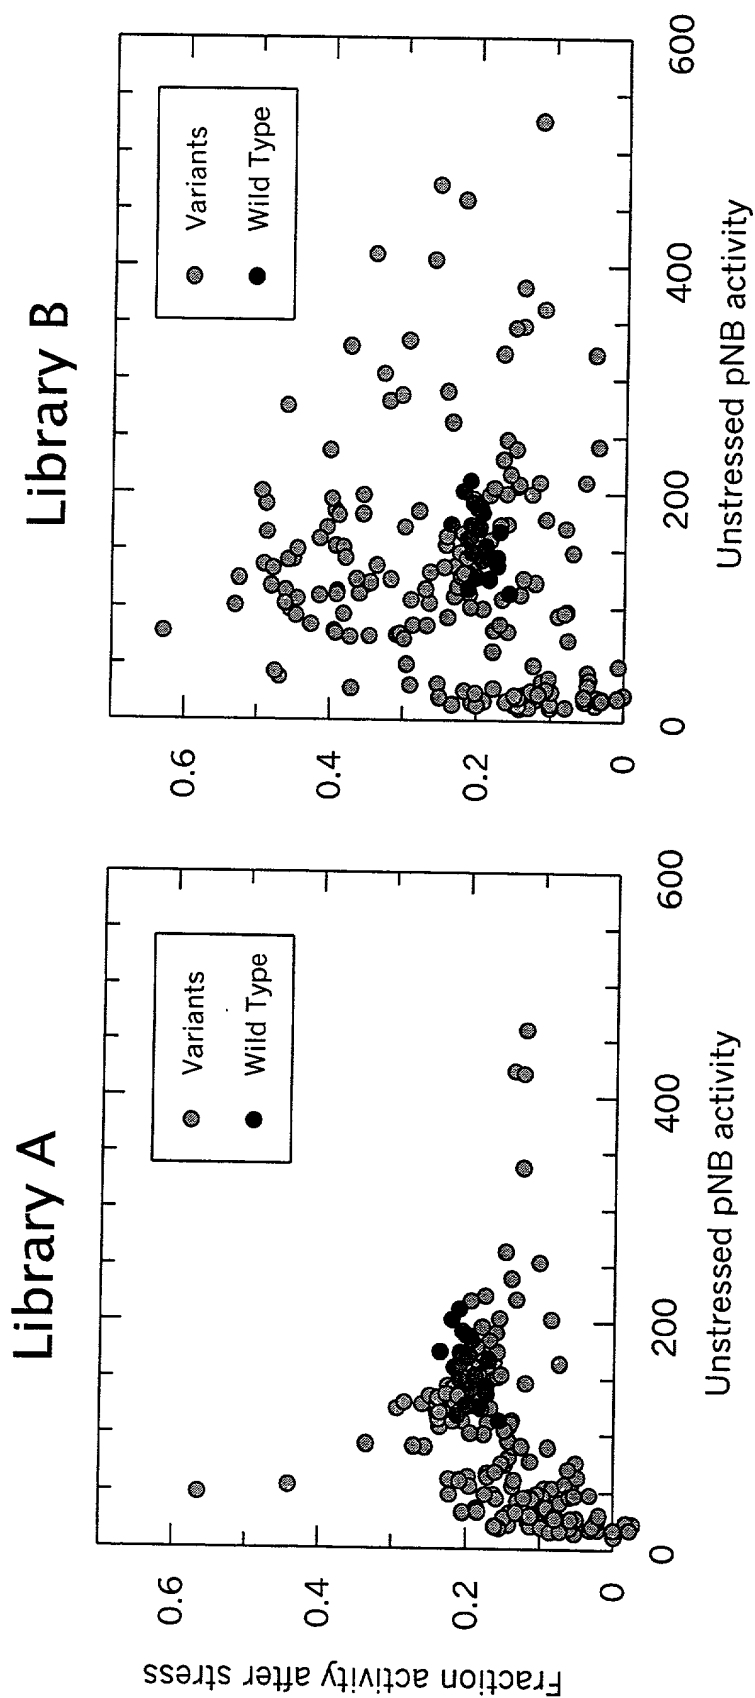 Library A
Variants
Wild Type
Fraction activity after stress
0.6
0.4
0.2
0
0
200
400
600
Unstressed pNB activity
Library B
Variants
Wild Type
0.6
0.4
0.2
0
0
200
400
600
Unstressed pNB activity